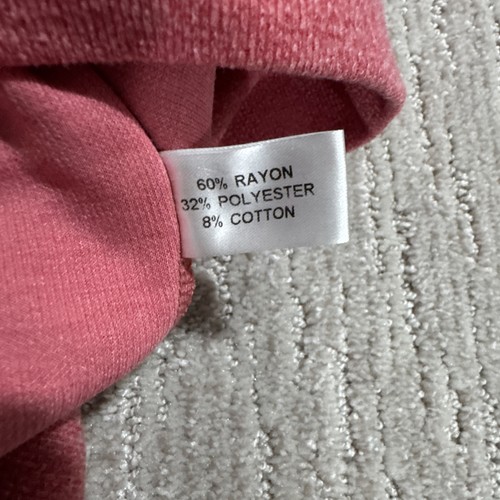 60% RAYON
32% POLYESTER
8% COTTON